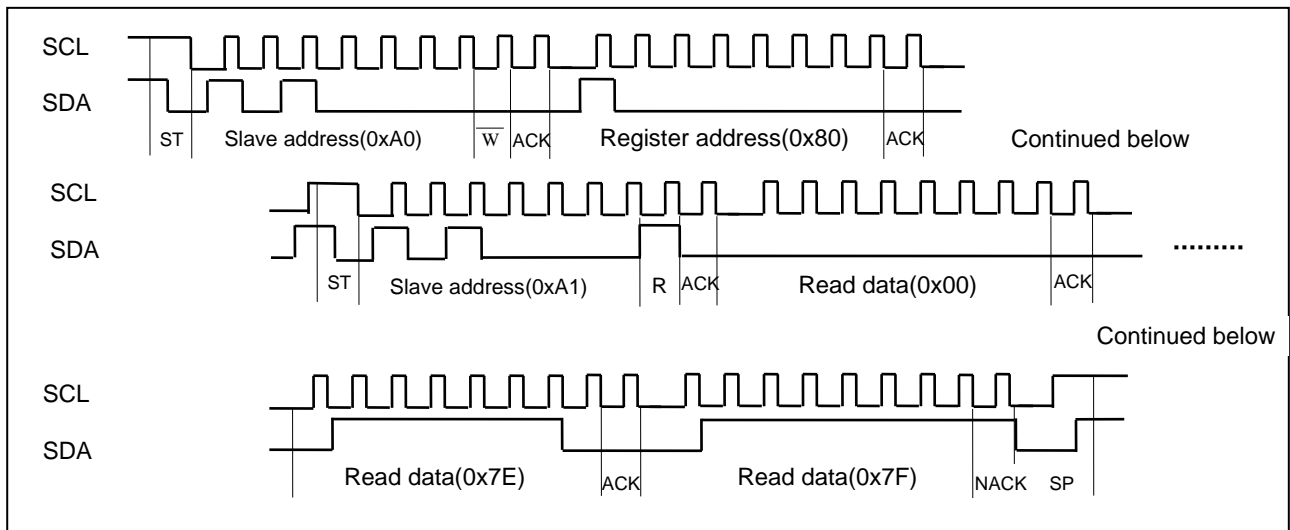 SCL
SDA
ST Slave address(0xA0) W ACK Register address(0x80) ACK Continued below
SCL
SDA .........
ST Slave address(0xA1) R ACK Read data(0x00) ACK
Continued below
SCL
SDA
Read data(0x7E) ACK Read data(0x7F) NACK SP